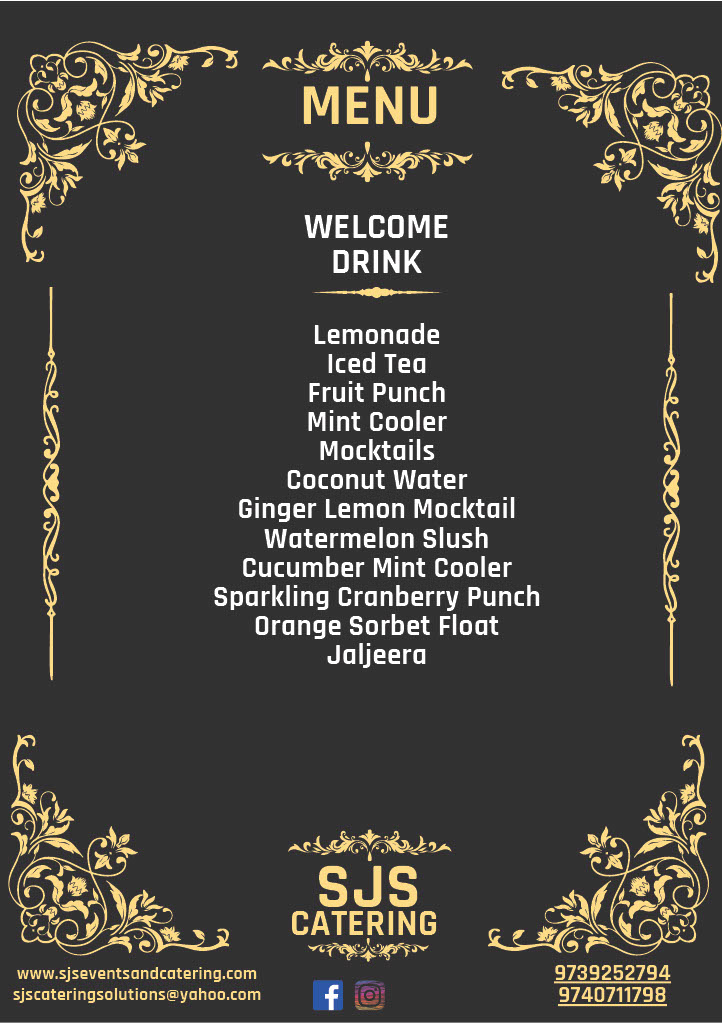 MENU
WELCOME
DRINK
Lemonade
Iced Tea
Fruit Punch
Mint Cooler
Mocktails
Coconut Water
Ginger Lemon Mocktail
Watermelon Slush
Cucumber Mint Cooler
Sparkling Cranberry Punch
Orange Sorbet Float
Jaljeera
SJS
CATERING
www.sjseventsandcatering.com
sjscateringsolutions@yahoo.com
9739252794
9740711798